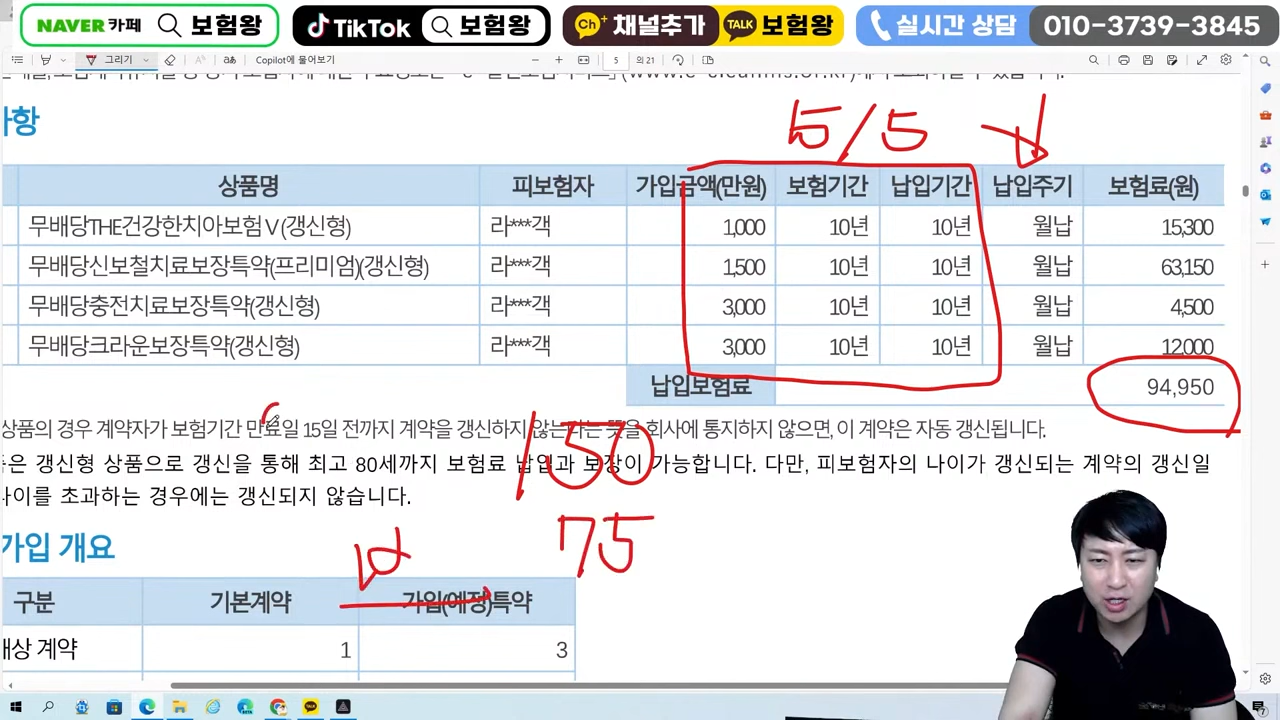 NAVER 카페 보험왕 TikTok 보험왕 Ch+ 채널추가 TALK 보험왕 실시간 상담 010-3739-3845
그리기 Copilot에 물어보기 5 의 21
5/5
사항
상품명 피보험자 가입금액(만원) 보험기간 납입기간 납입주기 보험료(원)
무배당THE건강한치아보험Ⅴ(갱신형) 라***객 1,000 10년 10년 월납 15,300
무배당신보철치료보장특약(프리미엄)(갱신형) 라***객 1,500 10년 10년 월납 63,150
무배당충전치료보장특약(갱신형) 라***객 3,000 10년 10년 월납 4,500
무배당크라운보장특약(갱신형) 라***객 3,000 10년 10년 월납 12,000
납입보험료 94,950
상품의 경우 계약자가 보험기간 만료일 15일 전까지 계약을 갱신하지 않는다는 뜻을 회사에 통지하지 않으면, 이 계약은 자동 갱신됩니다.
150
은 갱신형 상품으로 갱신을 통해 최고 80세까지 보험료 납입과 보장이 가능합니다. 다만, 피보험자의 나이가 갱신되는 계약의 갱신일
나이를 초과하는 경우에는 갱신되지 않습니다.
75
가입 개요
구분 기본계약 가입(예정)특약
대상 계약 1 3